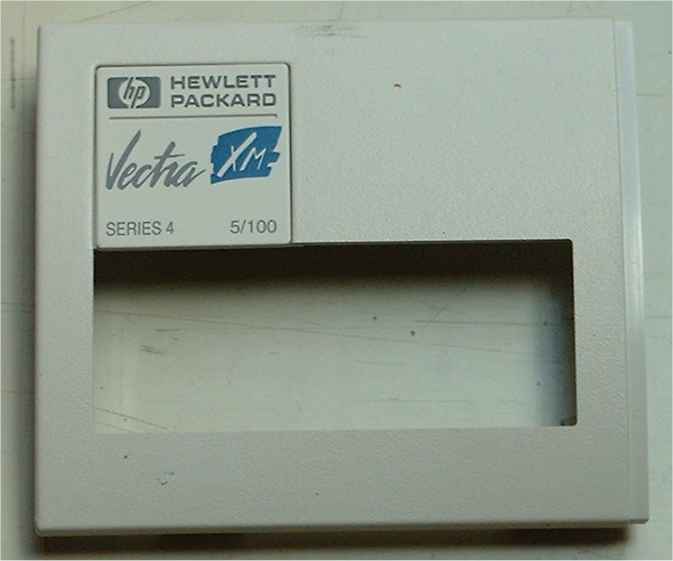 hp HEWLETT
PACKARD
Vectra XM
SERIES 4 5/100